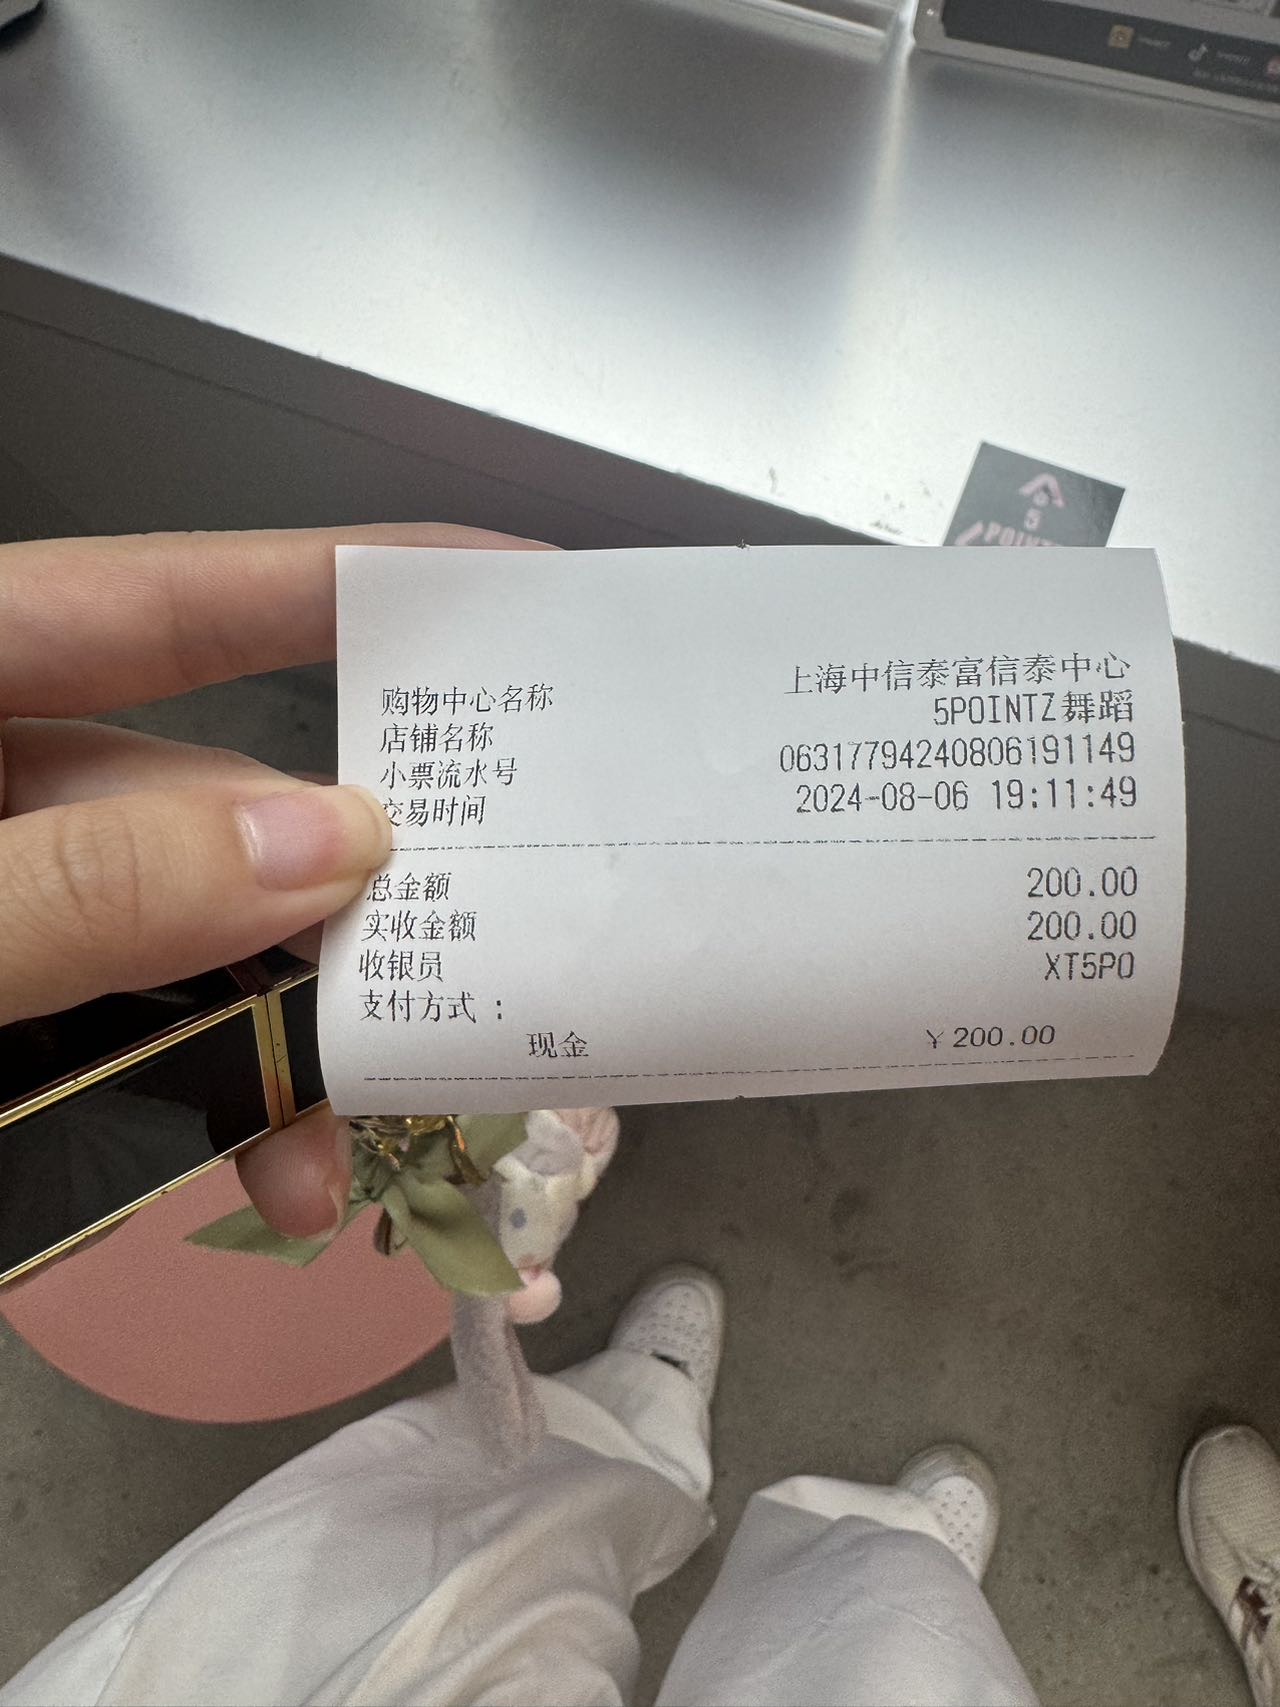 5
POINTZ
购物中心名称 上海中信泰富信泰中心
店铺名称 5POINTZ舞蹈
小票流水号 06317794240806191149
交易时间 2024-08-06 19:11:49
总金额 200.00
实收金额 200.00
收银员 XT5PO
支付方式 :
现金 ￥200.00